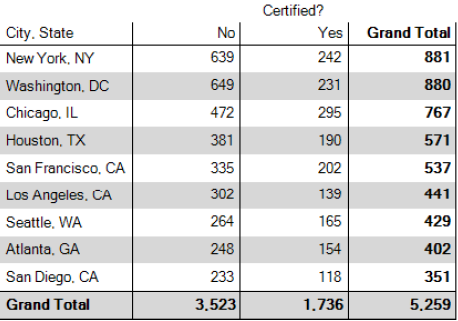 Certified?
City, State No Yes Grand Total
New York, NY 639 242 881
Washington, DC 649 231 880
Chicago, IL 472 295 767
Houston, TX 381 190 571
San Francisco, CA 335 202 537
Los Angeles, CA 302 139 441
Seattle, WA 264 165 429
Atlanta, GA 248 154 402
San Diego, CA 233 118 351
Grand Total 3,523 1,736 5,259